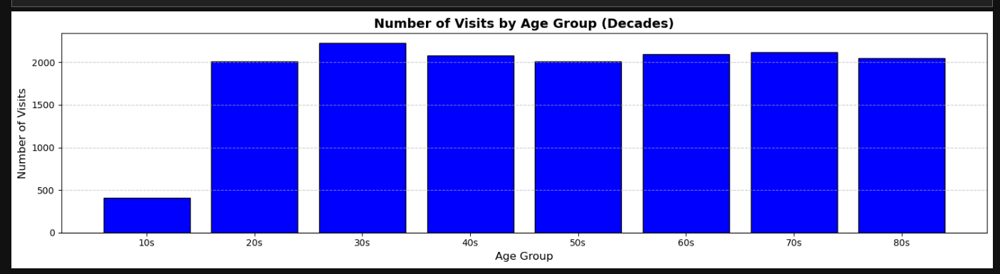 Number of Visits by Age Group (Decades)
Number of Visits
2000
1500
1000
500
0
10s 20s 30s 40s 50s 60s 70s 80s
Age Group